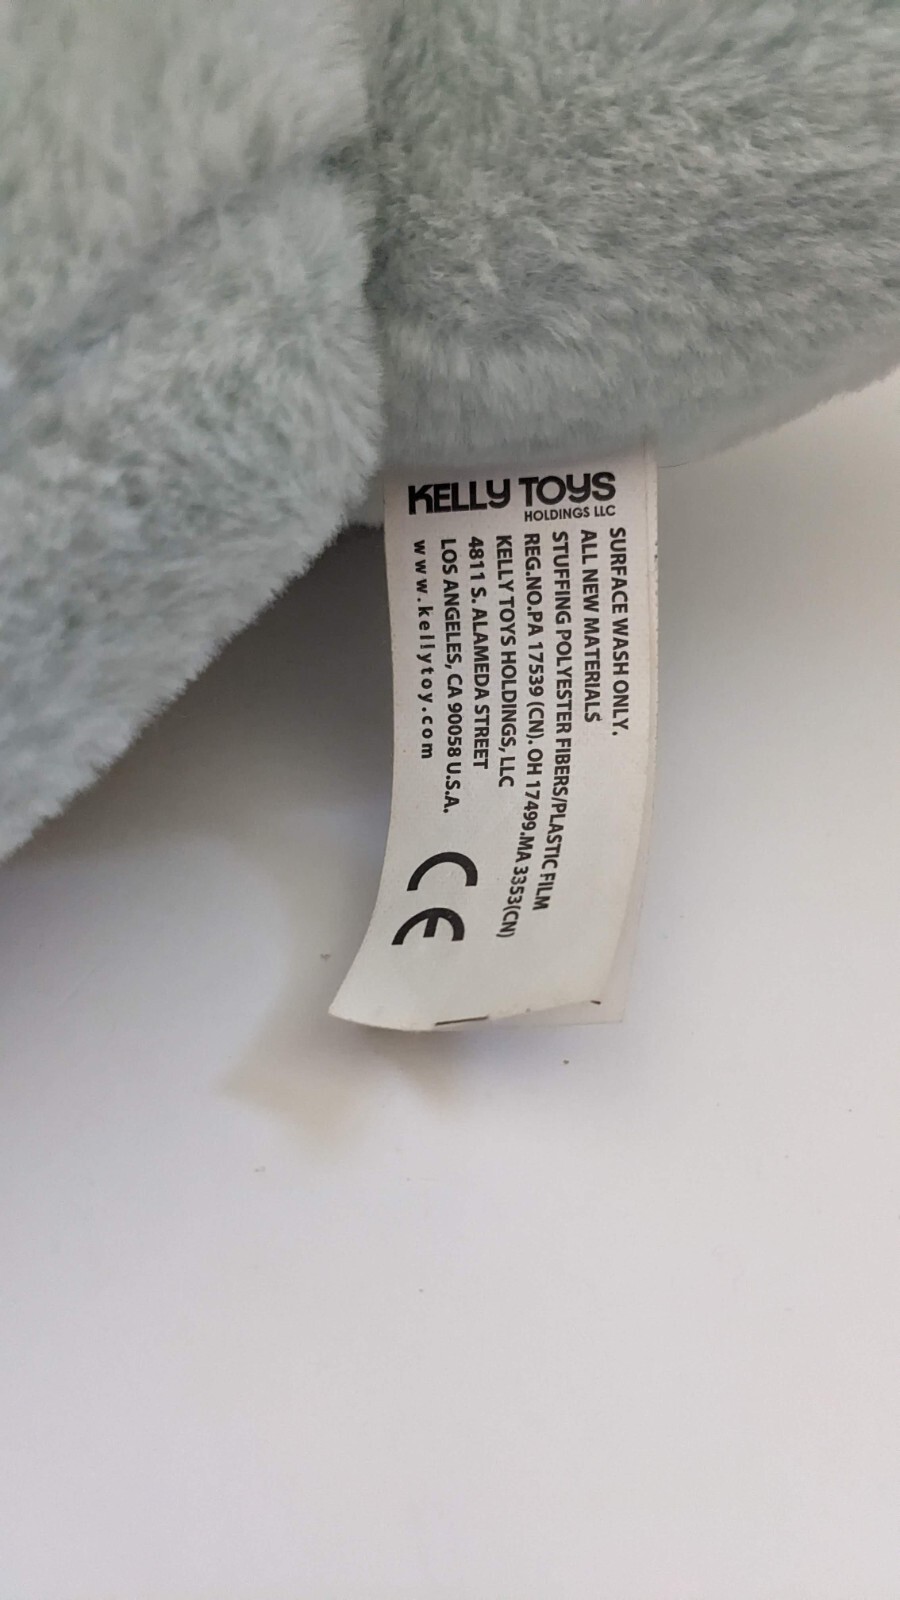 KELLY TOYS
HOLDINGS LLC
SURFACE WASH ONLY.
ALL NEW MATERIALS
STUFFING POLYESTER FIBERS/PLASTIC FILM
REG.NO.PA 17539 (CN). OH 17499.MA 3353(CN)
KELLY TOYS HOLDINGS, LLC
4811 S. ALAMEDA STREET
LOS ANGELES, CA 90058 U.S.A.
www.kellytoy.com
CE